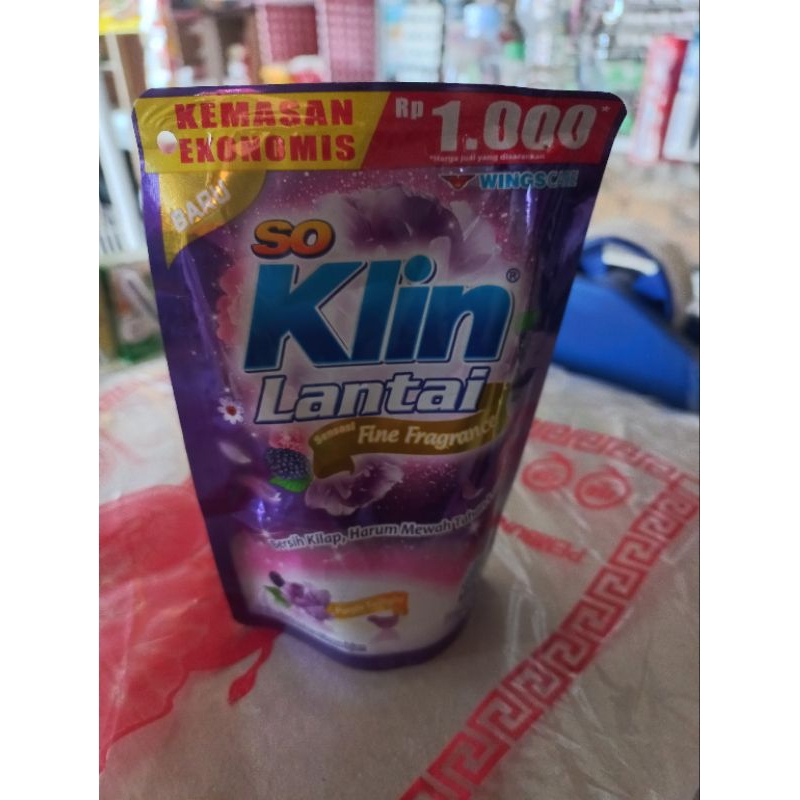 KEMASAN
EKONOMIS
Rp 1.000*
*Harga jual yang disarankan
WINGSCARE
BARU
SO
Klin®
Lantai
Sensasi Fine Fragrance
Bersih Kilap, Harum Mewah